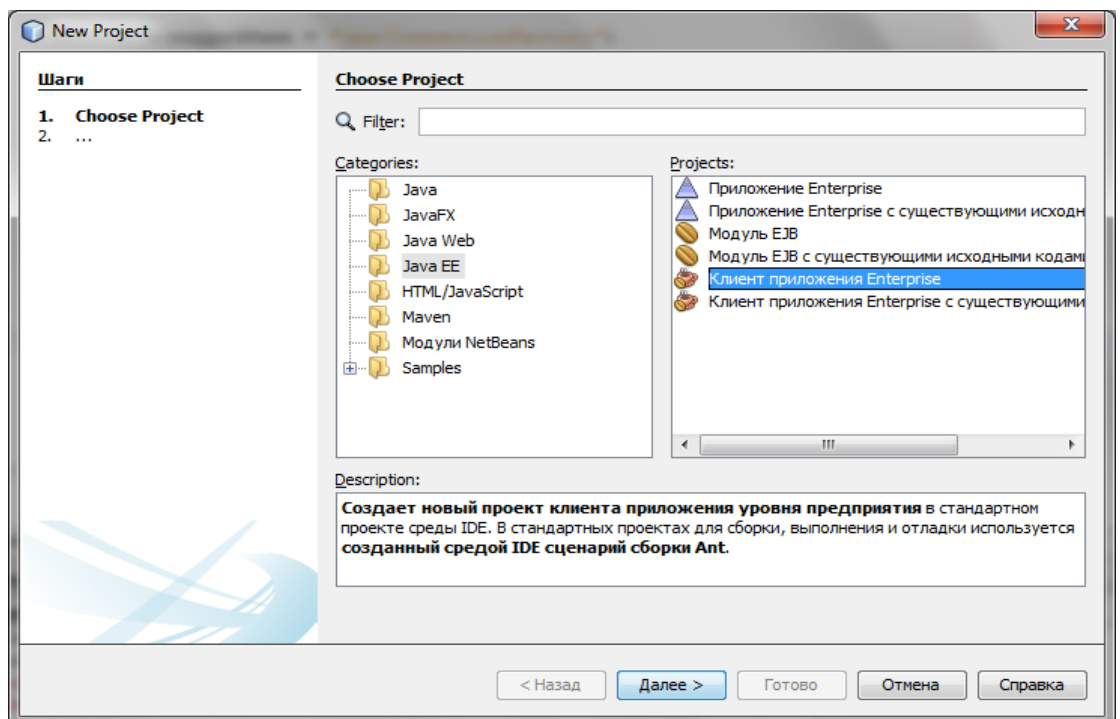 New Project
Шаги
1. Choose Project
2. ...
Choose Project
Filter:
Categories:
Java
JavaFX
Java Web
Java EE
HTML/JavaScript
Maven
Модули NetBeans
Samples
Projects:
Приложение Enterprise
Приложение Enterprise с существующими исходн
Модуль EJB
Модуль EJB с существующими исходными кодами
Клиент приложения Enterprise
Клиент приложения Enterprise с существующими
Description:
Создает новый проект клиента приложения уровня предприятия в стандартном
проекте среды IDE. В стандартных проектах для сборки, выполнения и отладки используется
созданный средой IDE сценарий сборки Ant.
< Назад
Далее >
Готово
Отмена
Справка